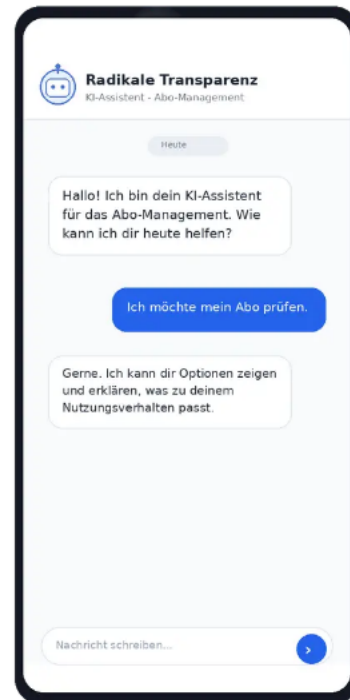 Radikale Transparenz
KI-Assistent - Abo-Management
Heute
Hallo! Ich bin dein KI-Assistent
für das Abo-Management. Wie
kann ich dir heute helfen?
Ich möchte mein Abo prüfen.
Gerne. Ich kann dir Optionen zeigen
und erklären, was zu deinem
Nutzungsverhalten passt.
Nachricht schreiben...